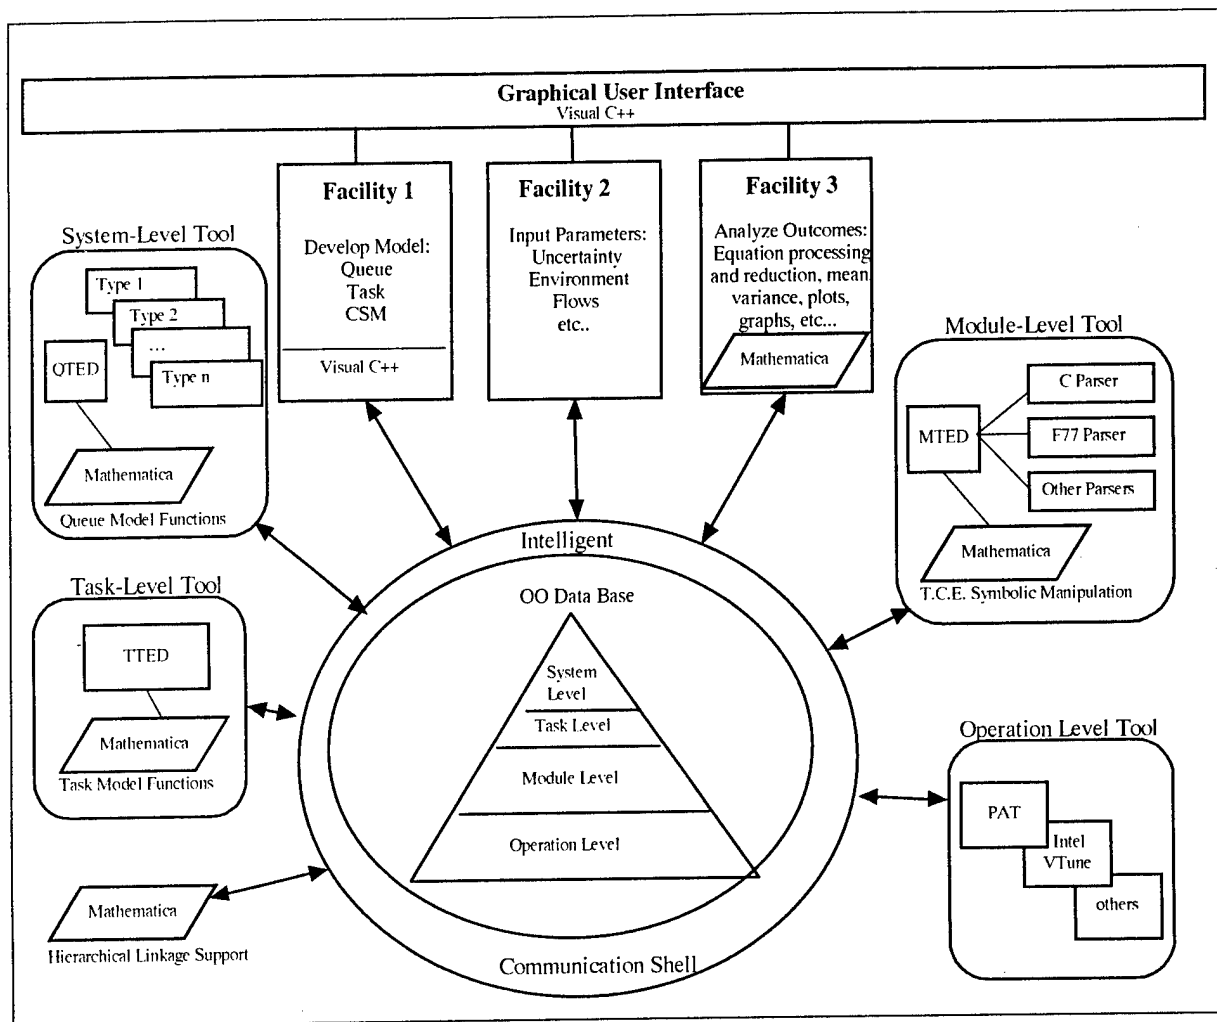 Graphical User Interface
Visual C++
Facility 1
Develop Model:
Queue
Task
CSM
Visual C++
Facility 2
Input Parameters:
Uncertainty
Environment
Flows
etc..
Facility 3
Analyze Outcomes:
Equation processing
and reduction, mean,
variance, plots,
graphs, etc...
Mathematica
System-Level Tool
Type 1
Type 2
...
Type n
QTED
Mathematica
Queue Model Functions
Module-Level Tool
C Parser
MTED
F77 Parser
Other Parsers
Mathematica
T.C.E. Symbolic Manipulation
Task-Level Tool
TTED
Mathematica
Task Model Functions
Intelligent
OO Data Base
System
Level
Task Level
Module Level
Operation Level
Communication Shell
Operation Level Tool
PAT
Intel
VTune
others
Mathematica
Hierarchical Linkage Support